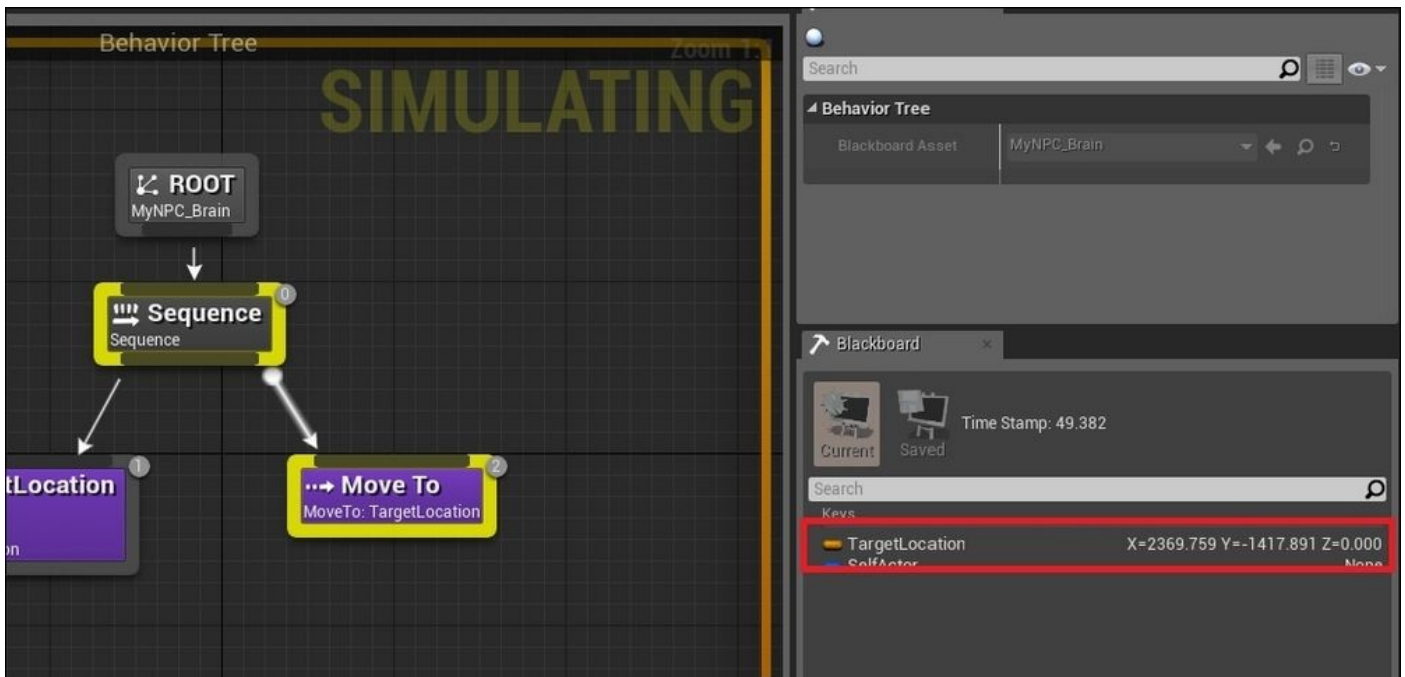 Behavior Tree
Zoom 1:1
SIMULATING
ROOT
MyNPC_Brain
Sequence
Sequence
0
1
tLocation
on
2
Move To
MoveTo: TargetLocation
Search
Behavior Tree
Blackboard Asset
MyNPC_Brain
Blackboard
Current
Saved
Time Stamp: 49.382
Search
Keys
TargetLocation X=2369.759 Y=-1417.891 Z=0.000
SelfActor None